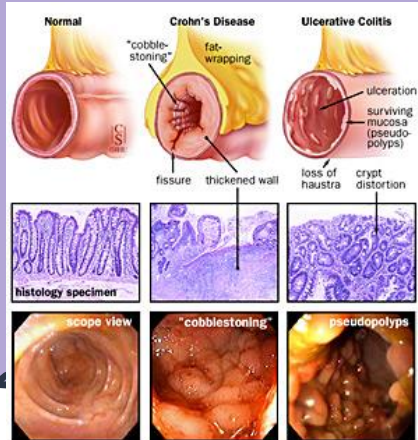 Normal
Crohn's Disease
Ulcerative Colitis
"cobble-
stoning"
fat-
wrapping
ulceration
surviving
mucosa
(pseudo-
polyps)
fissure
thickened wall
loss of
haustra
crypt
distortion
histology specimen
scope view
"cobblestoning"
pseudopolyps